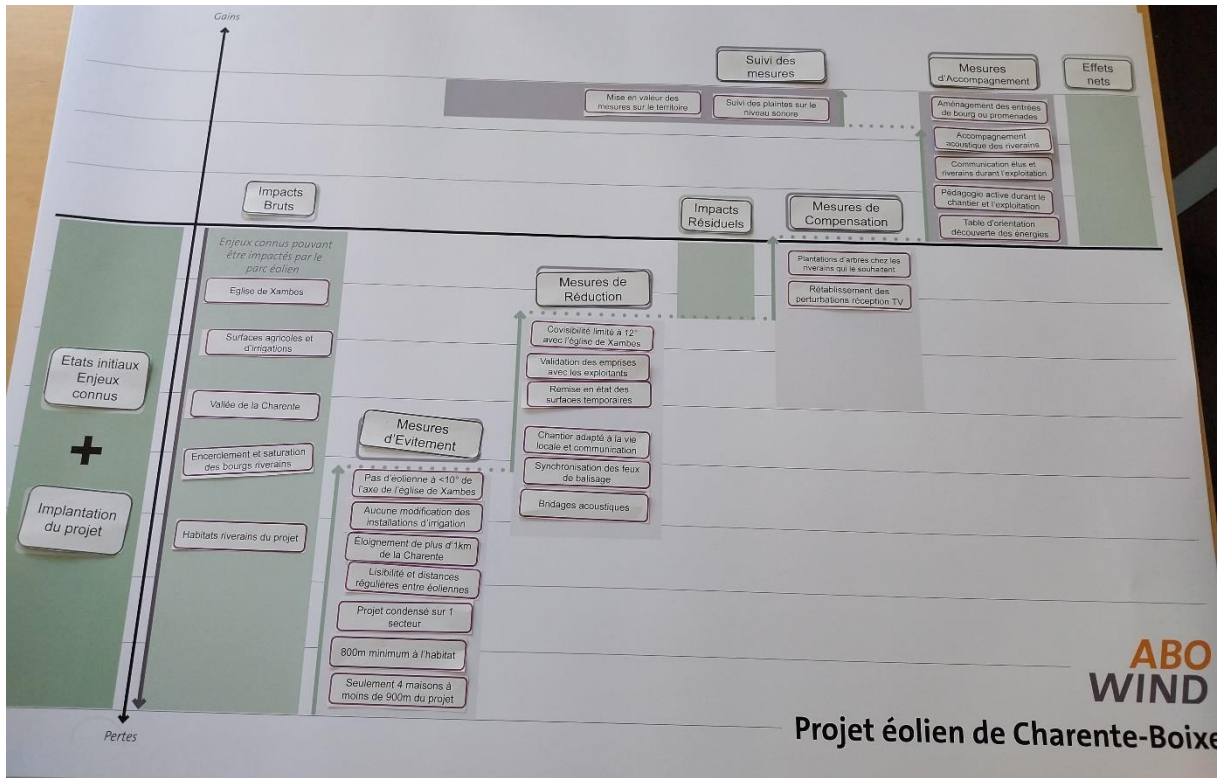 Gains
Suivi des
mesures
Mesures
d'Accompagnement
Effets
nets
Mise en valeur des
mesures sur le territoire
Suivi des plaintes sur le
niveau sonore
Aménagement des entrées
de bourg ou promenades
Accompagnement
acoustique des riverains
Communication élus et
riverains durant l'exploitation
Pédagogie active durant le
chantier et l'exploitation
Table d'orientation
découverte des énergies
Impacts
Bruts
Impacts
Résiduels
Mesures de
Compensation
Enjeux connus pouvant
être impactés par le
parc éolien
Eglise de Xambes
Surfaces agricoles et
d'irrigations
Vallée de la Charente
Encerclement et saturation
des bourgs riverains
Habitats riverains du projet
Plantations d'arbres chez les
riverains qui le souhaitent
Rétablissement des
perturbations réception TV
Mesures de
Réduction
Covisibilité limité à 12°
avec l'église de Xambes
Validation des emprises
avec les exploitants
Remise en état des
surfaces temporaires
Chantier adapté à la vie
locale et communication
Synchronisation des feux
de balisage
Bridages acoustiques
Etats initiaux
Enjeux
connus
+
Implantation
du projet
Mesures
d'Evitement
Pas d'éolienne à <10° de
l'axe de l'église de Xambes
Aucune modification des
installations d'irrigation
Éloignement de plus d'1km
de la Charente
Lisibilité et distances
régulières entre éoliennes
Projet condensé sur 1
secteur
800m minimum à l'habitat
Seulement 4 maisons à
moins de 900m du projet
Pertes
ABO
WIND
Projet éolien de Charente-Boixe